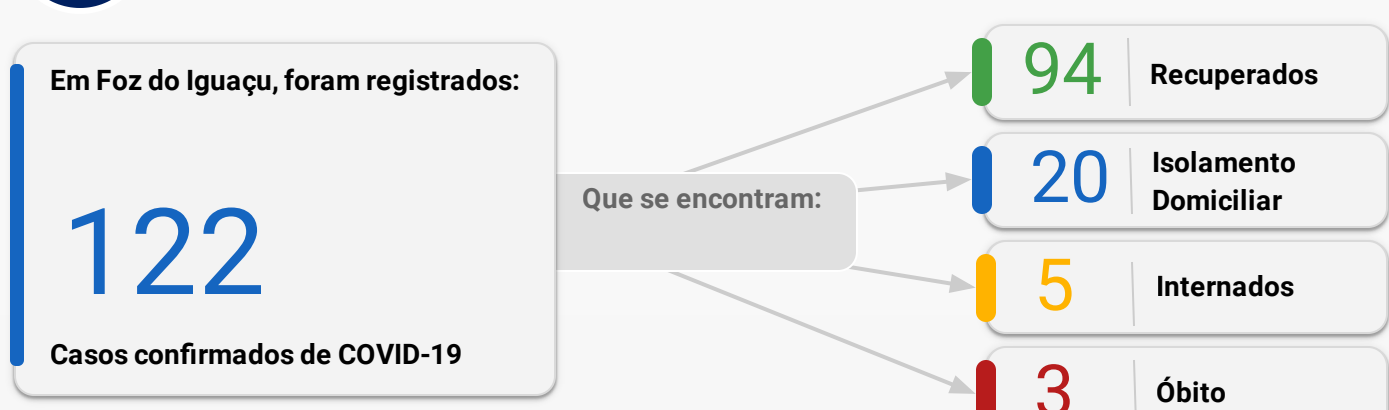 Em Foz do Iguaçu, foram registrados:
122
Casos confirmados de COVID-19
Que se encontram:
94
Recuperados
20
Isolamento
Domiciliar
5
Internados
3
Óbito